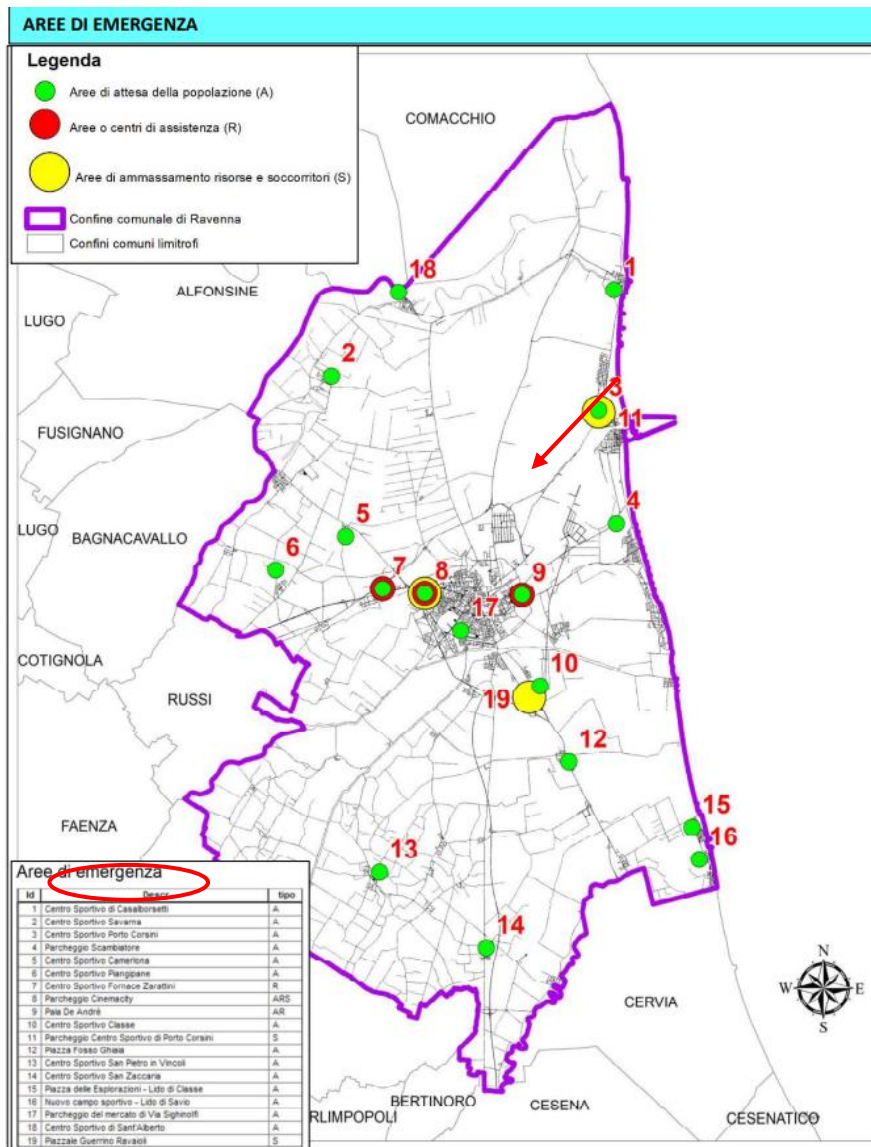 AREE DI EMERGENZA
Legenda
Aree di attesa della popolazione (A)
Aree o centri di assistenza (R)
Aree di ammassamento risorse e soccorritori (S)
Confine comunale di Ravenna
Confini comuni limitrofi
COMACCHIO
18
1
ALFONSINE
LUGO
2
3
FUSIGNANO
11
4
LUGO
BAGNACAVALLO
5
6
7
8
9
17
COTIGNOLA
10
RUSSI
19
12
FAENZA
15
16
13
14
N
W
E
S
CERVIA
BERTINORO
CESENA
RLIMPOPOLI
CESENATICO
Aree di emergenza
Id Descr. tipo
1 Centro Sportivo di Casalborsetti A
2 Centro Sportivo Savarna A
3 Centro Sportivo Porto Corsini A
4 Parcheggio Scambiatore A
5 Centro Sportivo Camerlona A
6 Centro Sportivo Piangipane A
7 Centro Sportivo Fornace Zarattini R
8 Parcheggio Cinemacity ARS
9 Pala De André AR
10 Centro Sportivo Classe A
11 Parcheggio Centro Sportivo di Porto Corsini S
12 Piazza Fosso Ghiaia A
13 Centro Sportivo San Pietro in Vincoli A
14 Centro Sportivo San Zaccaria A
15 Piazza delle Esplorazioni - Lido di Classe A
16 Nuovo campo sportivo - Lido di Savio A
17 Parcheggio del mercato di Via Sighinolfi A
18 Centro Sportivo di Sant'Alberto A
19 Piazzale Guerrino Ravaioli S